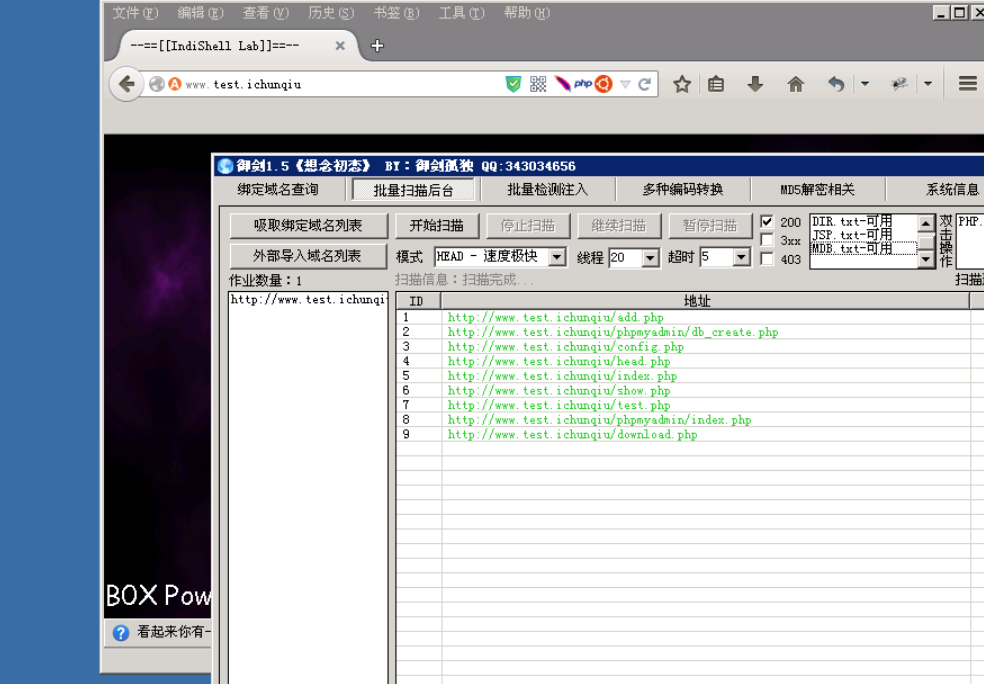 文件(F) 编辑(E) 查看(V) 历史(S) 书签(B) 工具(T) 帮助(H)
--==[[IndiShell Lab]]==-- × +
www.test.ichunqiu php
御剑1.5《想念初态》 BY：御剑孤独 QQ:343034656
绑定域名查询 批量扫描后台 批量检测注入 多种编码转换 MD5解密相关 系统信息
吸取绑定域名列表 开始扫描 停止扫描 继续扫描 暂停扫描 200 DIR.txt-可用 双击操作 PHP.
3xx JSP.txt-可用
外部导入域名列表 模式 HEAD - 速度极快 线程 20 超时 5 403 MDB.txt-可用
作业数量：1 扫描信息：扫描完成... 扫描
http://www.test.ichunqi ID 地址
1 http://www.test.ichunqiu/add.php
2 http://www.test.ichunqiu/phpmyadmin/db_create.php
3 http://www.test.ichunqiu/config.php
4 http://www.test.ichunqiu/head.php
5 http://www.test.ichunqiu/index.php
6 http://www.test.ichunqiu/show.php
7 http://www.test.ichunqiu/test.php
8 http://www.test.ichunqiu/phpmyadmin/index.php
9 http://www.test.ichunqiu/download.php
BOX Pow
看起来你有一